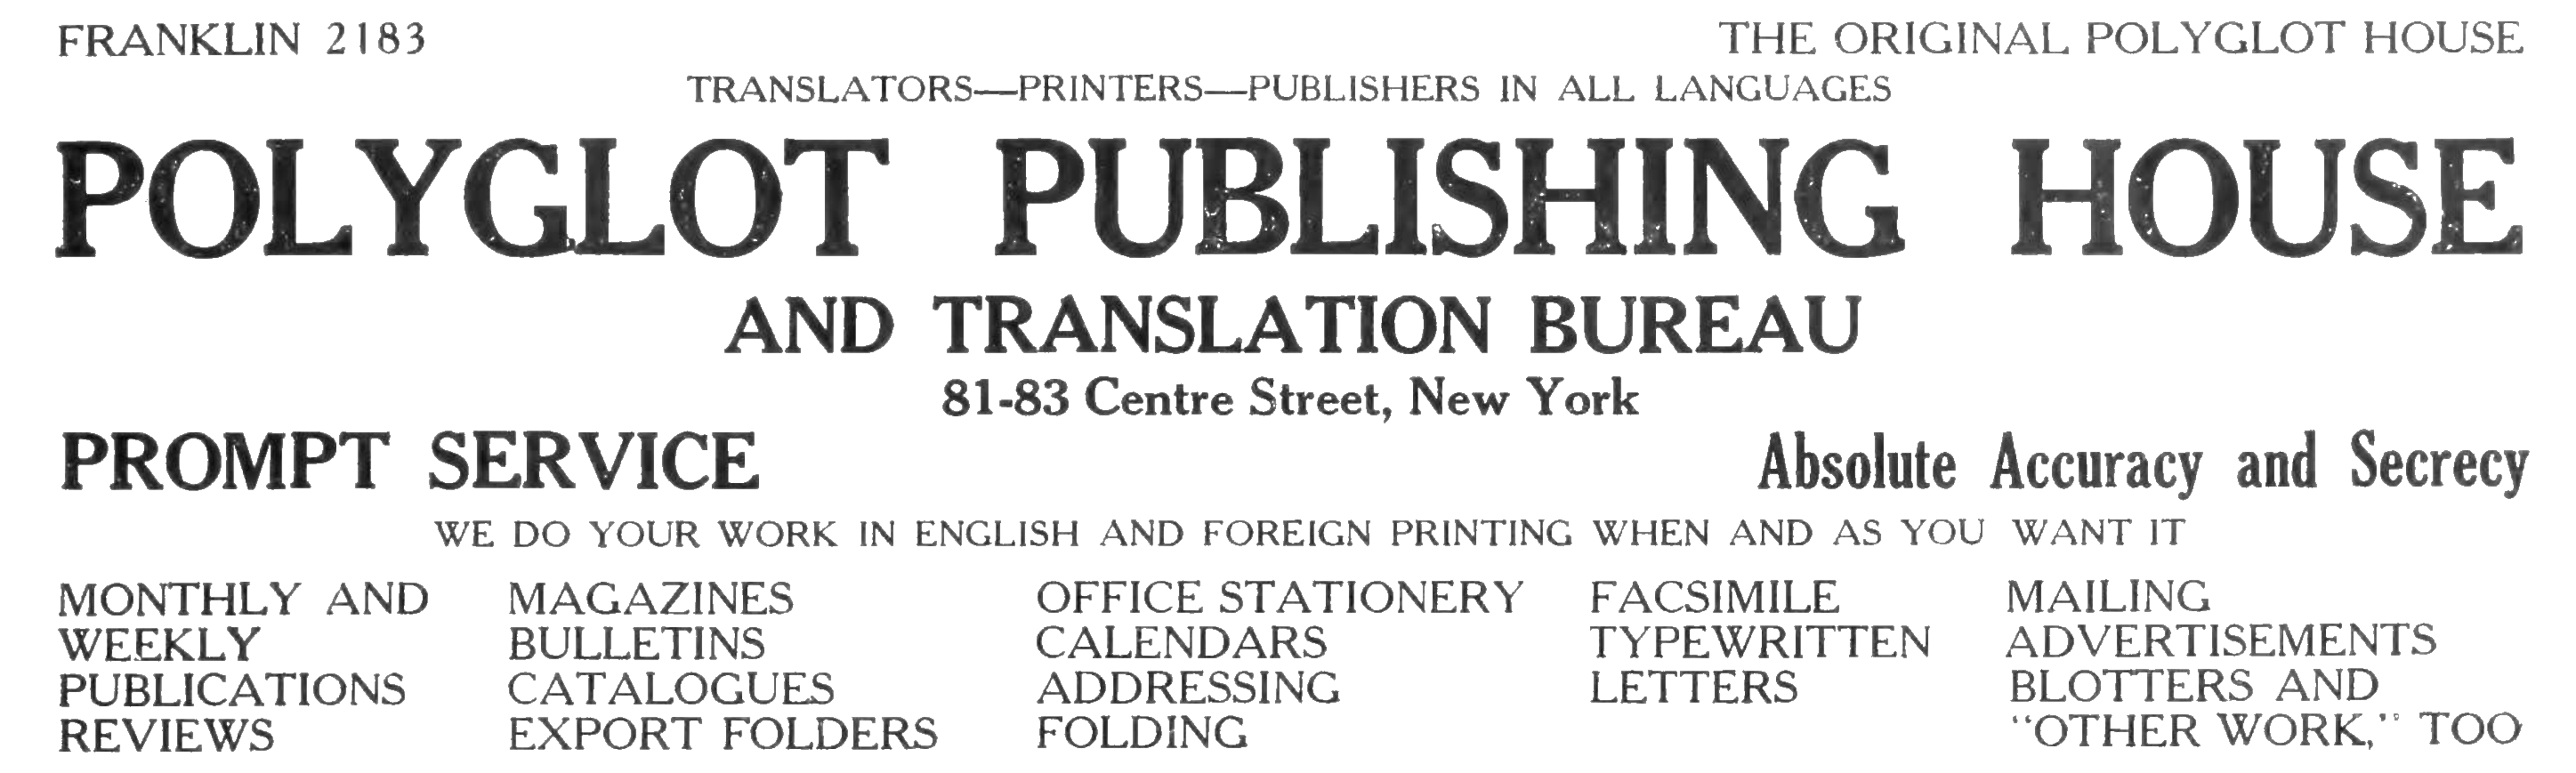 FRANKLIN 2183
THE ORIGINAL POLYGLOT HOUSE
TRANSLATORS—PRINTERS—PUBLISHERS IN ALL LANGUAGES
POLYGLOT PUBLISHING HOUSE
AND TRANSLATION BUREAU
81-83 Centre Street, New York
PROMPT SERVICE
Absolute Accuracy and Secrecy
WE DO YOUR WORK IN ENGLISH AND FOREIGN PRINTING WHEN AND AS YOU WANT IT
MONTHLY AND
WEEKLY
PUBLICATIONS
REVIEWS
MAGAZINES
BULLETINS
CATALOGUES
EXPORT FOLDERS
OFFICE STATIONERY
CALENDARS
ADDRESSING
FOLDING
FACSIMILE
TYPEWRITTEN
LETTERS
MAILING
ADVERTISEMENTS
BLOTTERS AND
"OTHER WORK," TOO